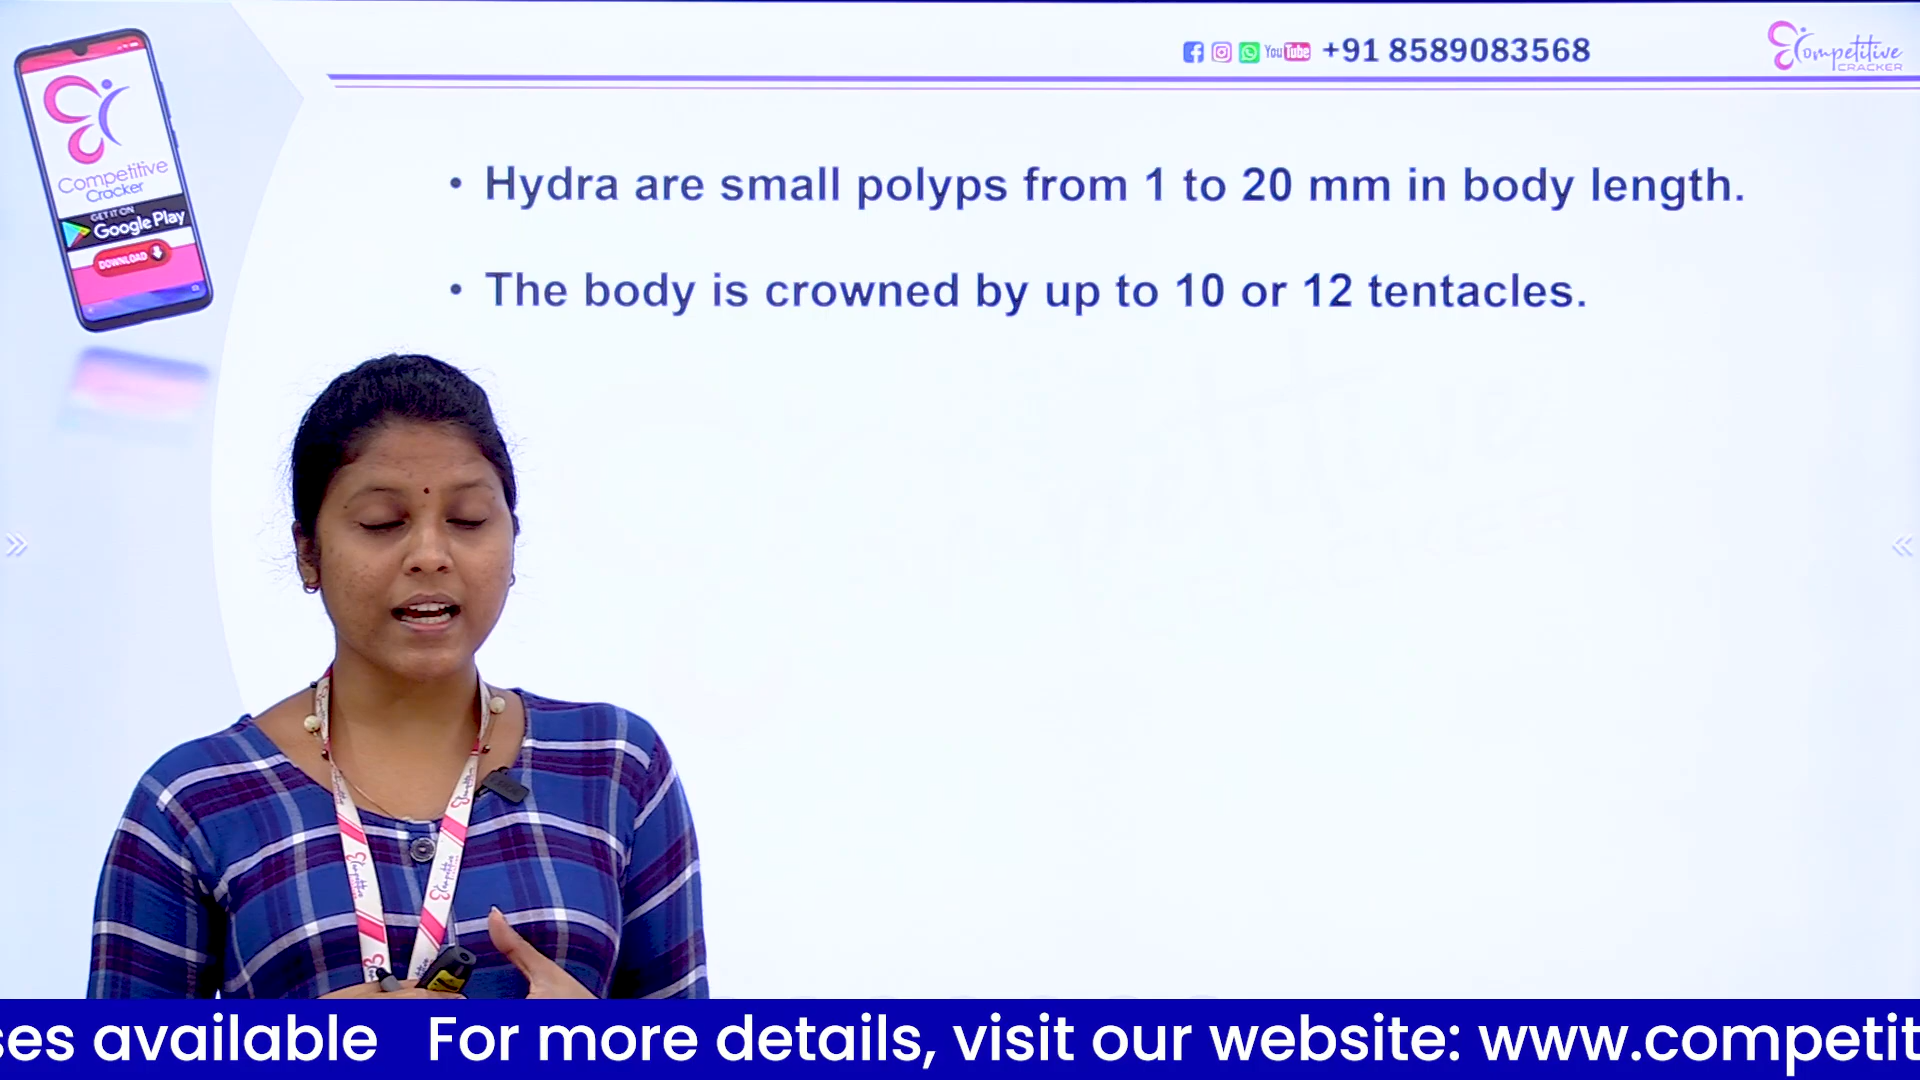 YouTube +91 8589083568
Competitive
CRACKER
Competitive
Cracker
GET IT ON
Google Play
DOWNLOAD
• Hydra are small polyps from 1 to 20 mm in body length.
• The body is crowned by up to 10 or 12 tentacles.
ses available For more details, visit our website: www.competit